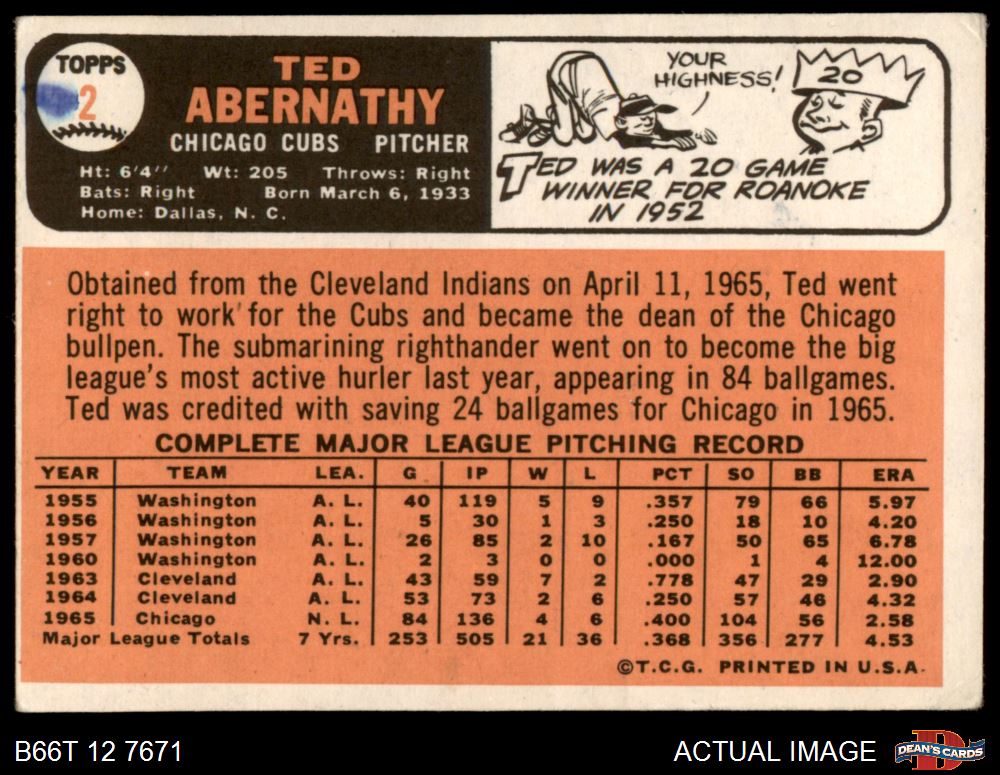 TOPPS
2
TED
ABERNATHY
CHICAGO CUBS PITCHER
Ht: 6'4'' Wt: 205 Throws: Right
Bats: Right Born March 6, 1933
Home: Dallas, N. C.
YOUR
HIGHNESS!
20
TED WAS A 20 GAME
WINNER FOR ROANOKE
IN 1952
Obtained from the Cleveland Indians on April 11, 1965, Ted went
right to work for the Cubs and became the dean of the Chicago
bullpen. The submarining righthander went on to become the big
league's most active hurler last year, appearing in 84 ballgames.
Ted was credited with saving 24 ballgames for Chicago in 1965.
COMPLETE MAJOR LEAGUE PITCHING RECORD
YEAR TEAM LEA. G IP W L PCT SO BB ERA
1955 Washington A. L. 40 119 5 9 .357 79 66 5.97
1956 Washington A. L. 5 30 1 3 .250 18 10 4.20
1957 Washington A. L. 26 85 2 10 .167 50 65 6.78
1960 Washington A. L. 2 3 0 0 .000 1 4 12.00
1963 Cleveland A. L. 43 59 7 2 .778 47 29 2.90
1964 Cleveland A. L. 53 73 2 6 .250 57 46 4.32
1965 Chicago N. L. 84 136 4 6 .400 104 56 2.58
Major League Totals 7 Yrs. 253 505 21 36 .368 356 277 4.53
©T.C.G. PRINTED IN U.S.A.
B66T 12 7671
ACTUAL IMAGE
DEAN'S CARDS